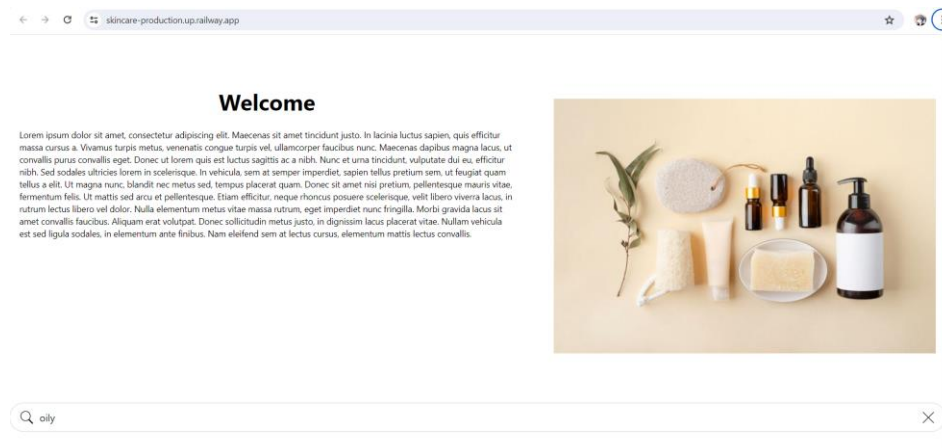 skincare-production.up.railway.app
Welcome
Lorem ipsum dolor sit amet, consectetur adipiscing elit. Maecenas sit amet tincidunt justo. In lacinia luctus sapien, quis efficitur
massa cursus a. Vivamus turpis metus, venenatis congue turpis vel, ullamcorper faucibus nunc. Maecenas dapibus magna lacus, ut
convallis purus convallis eget. Donec ut lorem quis est luctus sagittis ac a nibh. Nunc et urna tincidunt, vulputate dui eu, efficitur
nibh. Sed sodales ultricies lorem in scelerisque. In vehicula, sem at semper imperdiet, sapien tellus pretium sem, ut feugiat quam
tellus a elit. Ut magna nunc, blandit nec metus sed, tempus placerat quam. Donec sit amet nisi pretium, pellentesque mauris vitae,
fermentum felis. Ut mattis sed arcu et pellentesque. Etiam efficitur, neque rhoncus posuere scelerisque, velit libero viverra lacus, in
rutrum lectus libero vel dolor. Nulla elementum metus vitae massa rutrum, eget imperdiet nunc fringilla. Morbi gravida lacus sit
amet convallis faucibus. Aliquam erat volutpat. Donec sollicitudin metus justo, in dignissim lacus placerat vitae. Nullam vehicula
est sed ligula sodales, in elementum ante finibus. Nam eleifend sem at lectus cursus, elementum mattis lectus convallis.
oily